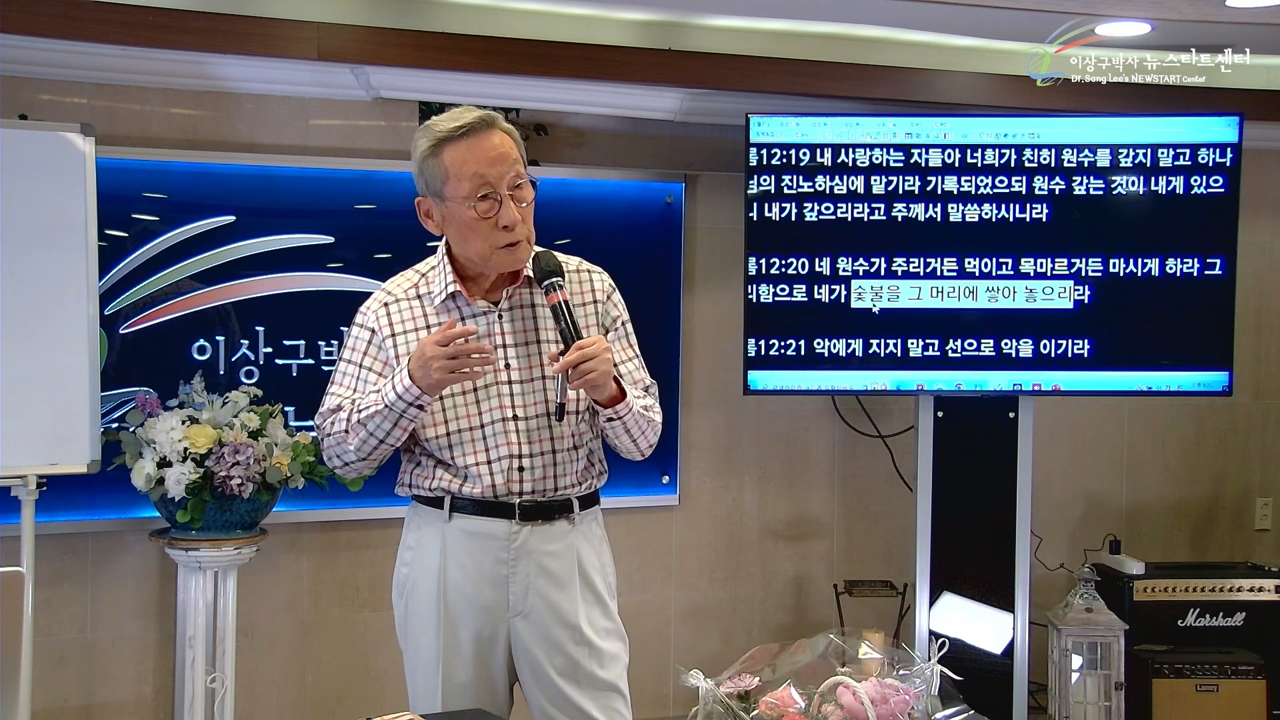 이상구박사 뉴스타트센터
Dr. Sang Lee's NEWSTART Center
롬12:19 내 사랑하는 자들아 너희가 친히 원수를 갚지 말고 하나
님의 진노하심에 맡기라 기록되었으되 원수 갚는 것이 내게 있으
니 내가 갚으리라고 주께서 말씀하시니라
롬12:20 네 원수가 주리거든 먹이고 목마르거든 마시게 하라 그
리함으로 네가 숯불을 그 머리에 쌓아 놓으리라
롬12:21 악에게 지지 말고 선으로 악을 이기라
이상구박
Marshall
Laney